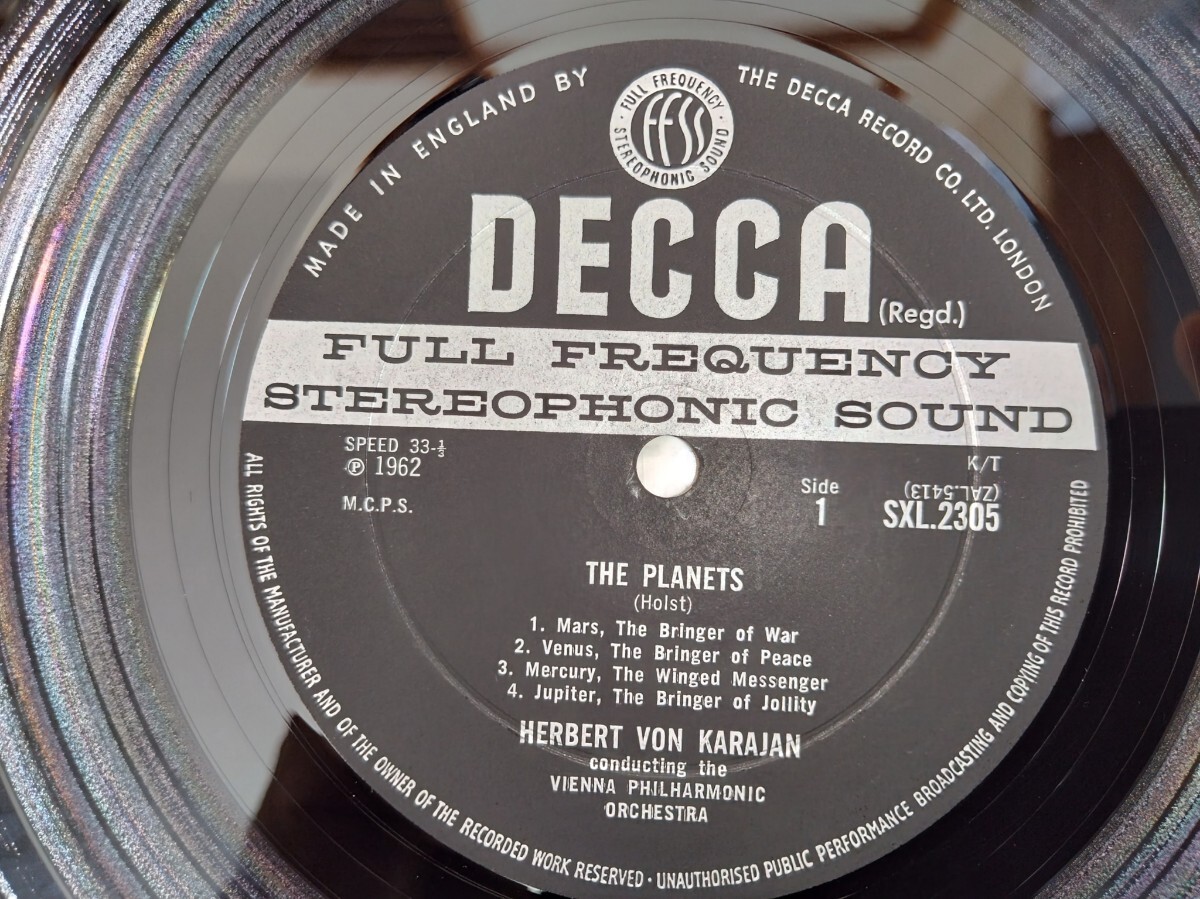 MADE IN ENGLAND BY
THE DECCA RECORD CO. LTD. LONDON
FULL FREQUENCY
FFSS
STEREOPHONIC SOUND
DECCA
(Regd.)
FULL FREQUENCY
STEREOPHONIC SOUND
SPEED 33-⅓
℗ 1962
M.C.P.S.
K/T
(ZAL.5413)
Side
1
SXL.2305
THE PLANETS
(Holst)
1. Mars, The Bringer of War
2. Venus, The Bringer of Peace
3. Mercury, The Winged Messenger
4. Jupiter, The Bringer of Jollity
HERBERT VON KARAJAN
conducting the
VIENNA PHILHARMONIC
ORCHESTRA
ALL RIGHTS OF THE MANUFACTURER AND OF THE OWNER OF THE RECORDED WORK RESERVED · UNAUTHORISED PUBLIC PERFORMANCE BROADCASTING AND COPYING OF THIS RECORD PROHIBITED